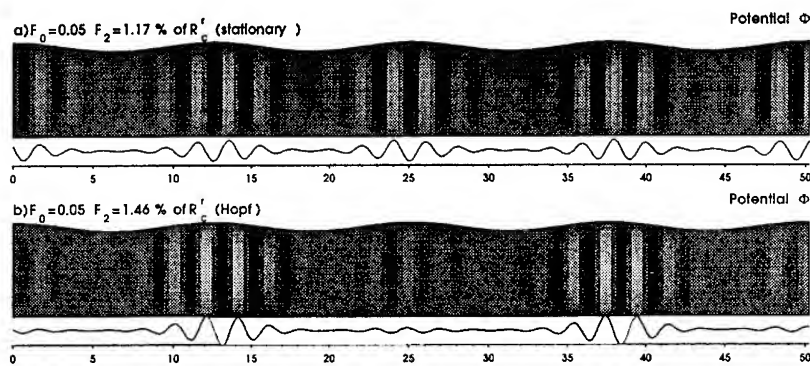 Potential Φ
a) F₀=0.05 F₂=1.17 % of R_c^r (stationary )
0 5 10 15 20 25 30 35 40 45 50
Potential Φ
b) F₀=0.05 F₂=1.46 % of R_c^r (Hopf)
0 5 10 15 20 25 30 35 40 45 50